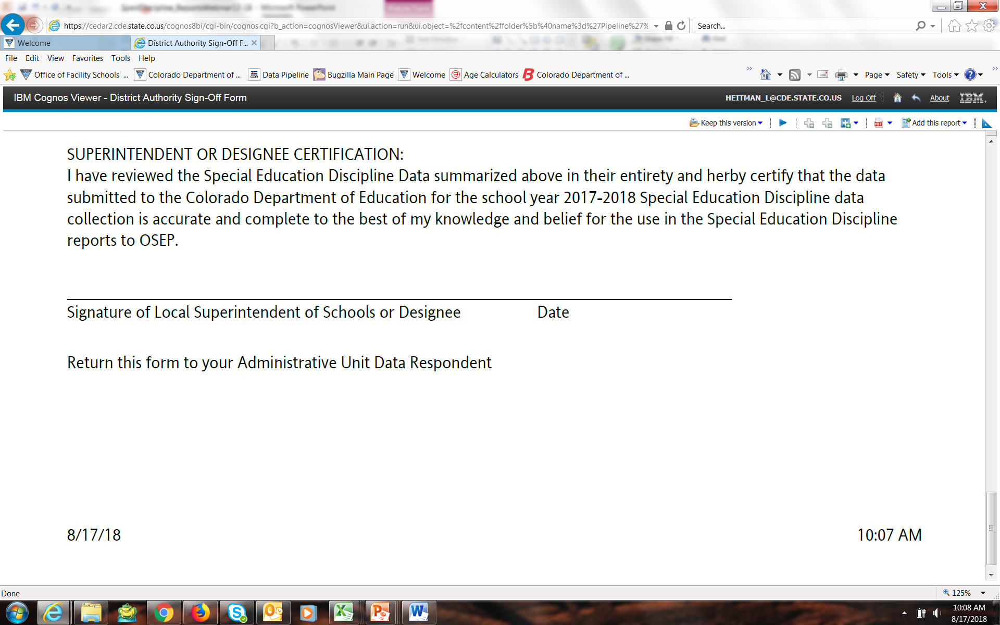 SpedDiscipline_ReportsWebinar12-18 - Microsoft PowerPoint
https://cedar2.cde.state.co.us/cognos8bi/cgi-bin/cognos.cgi?b_action=cognosViewer&ui.action=run&ui.object=%2fcontent%2ffolder%5b%40name%3d%27Pipeline%27% Search...
Welcome District Authority Sign-Off F...
File Edit View Favorites Tools Help
Office of Facility Schools ... Colorado Department of ... Data Pipeline Bugzilla Main Page Welcome Age Calculators Colorado Department of ... Page Safety Tools
IBM Cognos Viewer - District Authority Sign-Off Form HEITMAN_L@CDE.STATE.CO.US Log Off About IBM.
Keep this version Add this report
SUPERINTENDENT OR DESIGNEE CERTIFICATION:
I have reviewed the Special Education Discipline Data summarized above in their entirety and herby certify that the data
submitted to the Colorado Department of Education for the school year 2017-2018 Special Education Discipline data
collection is accurate and complete to the best of my knowledge and belief for the use in the Special Education Discipline
reports to OSEP.
Signature of Local Superintendent of Schools or Designee Date
Return this form to your Administrative Unit Data Respondent
8/17/18 10:07 AM
Done 125%
10:08 AM
8/17/2018